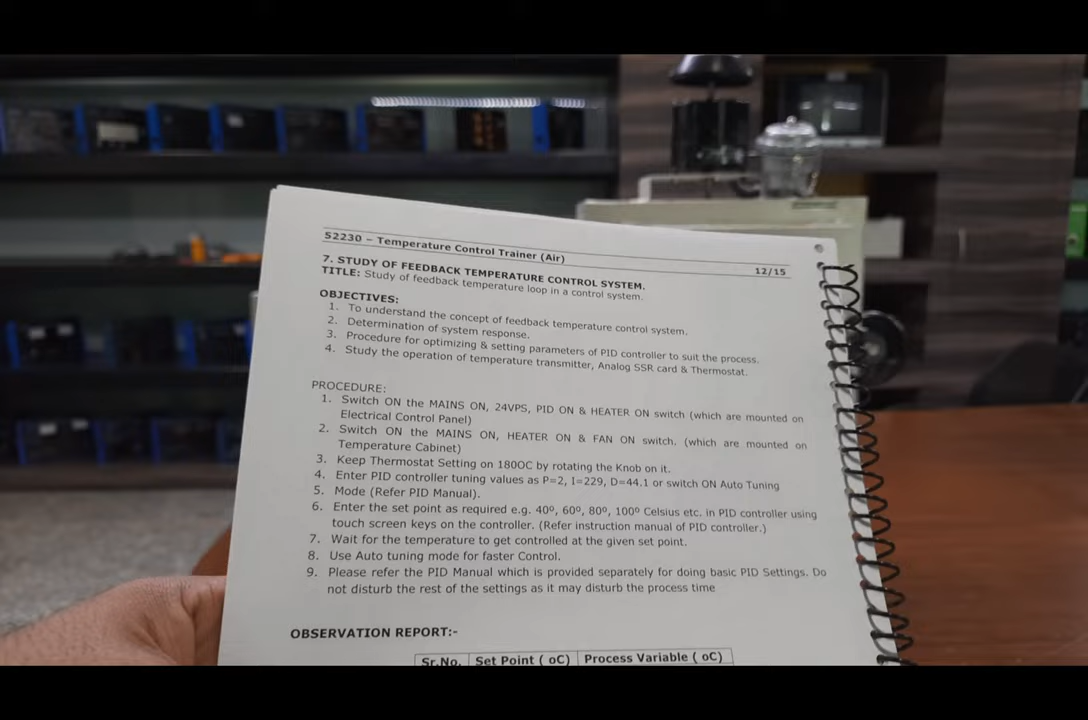 52230 – Temperature Control Trainer (Air)
12/15
7. STUDY OF FEEDBACK TEMPERATURE CONTROL SYSTEM.
TITLE: Study of feedback temperature loop in a control system.
OBJECTIVES:
1. To understand the concept of feedback temperature control system.
2. Determination of system response.
3. Procedure for optimizing & setting parameters of PID controller to suit the process.
4. Study the operation of temperature transmitter, Analog SSR card & Thermostat.
PROCEDURE:
1. Switch ON the MAINS ON, 24VPS, PID ON & HEATER ON switch (which are mounted on
Electrical Control Panel)
2. Switch ON the MAINS ON, HEATER ON & FAN ON switch. (which are mounted on
Temperature Cabinet)
3. Keep Thermostat Setting on 180OC by rotating the Knob on it.
4. Enter PID controller tuning values as P=2, I=229, D=44.1 or switch ON Auto Tuning
5. Mode (Refer PID Manual).
6. Enter the set point as required e.g. 40º, 60º, 80º, 100º Celsius etc. in PID controller using
touch screen keys on the controller. (Refer instruction manual of PID controller.)
7. Wait for the temperature to get controlled at the given set point.
8. Use Auto tuning mode for faster Control.
9. Please refer the PID Manual which is provided separately for doing basic PID Settings. Do
not disturb the rest of the settings as it may disturb the process time
OBSERVATION REPORT:-
Sr.No. Set Point ( oC) Process Variable ( oC)